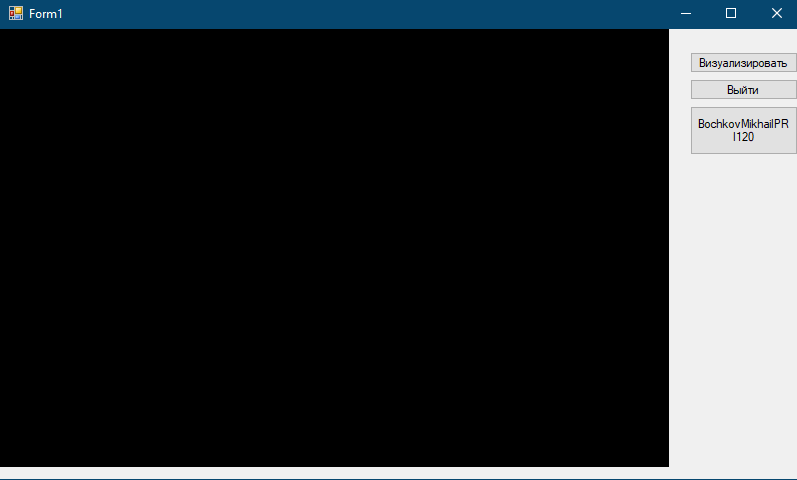 Form1
Визуализировать
Выйти
BochkovMikhailPR
I120